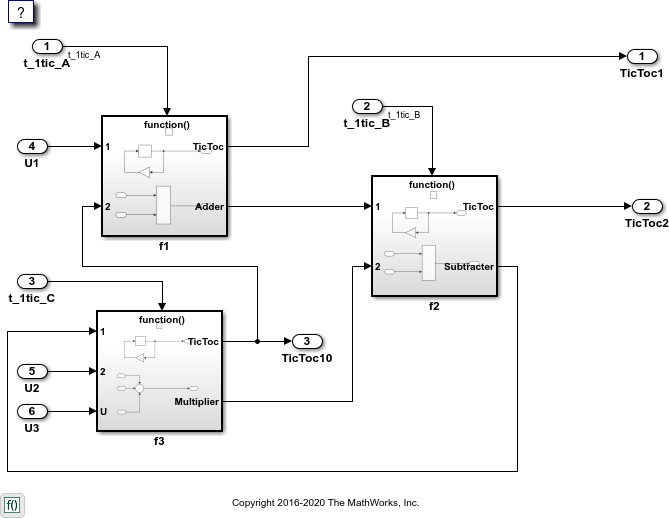 ?
1
t_1tic_A
t_1tic_A
1
TicToc1
2
t_1tic_B
t_1tic_B
function()
4
U1
1
TicToc
2
Adder
f1
function()
1
TicToc
2
TicToc2
2
Subtracter
f2
3
t_1tic_C
function()
1
TicToc
3
TicToc10
5
U2
2
6
U3
U
Multiplier
f3
f()
Copyright 2016-2020 The MathWorks, Inc.